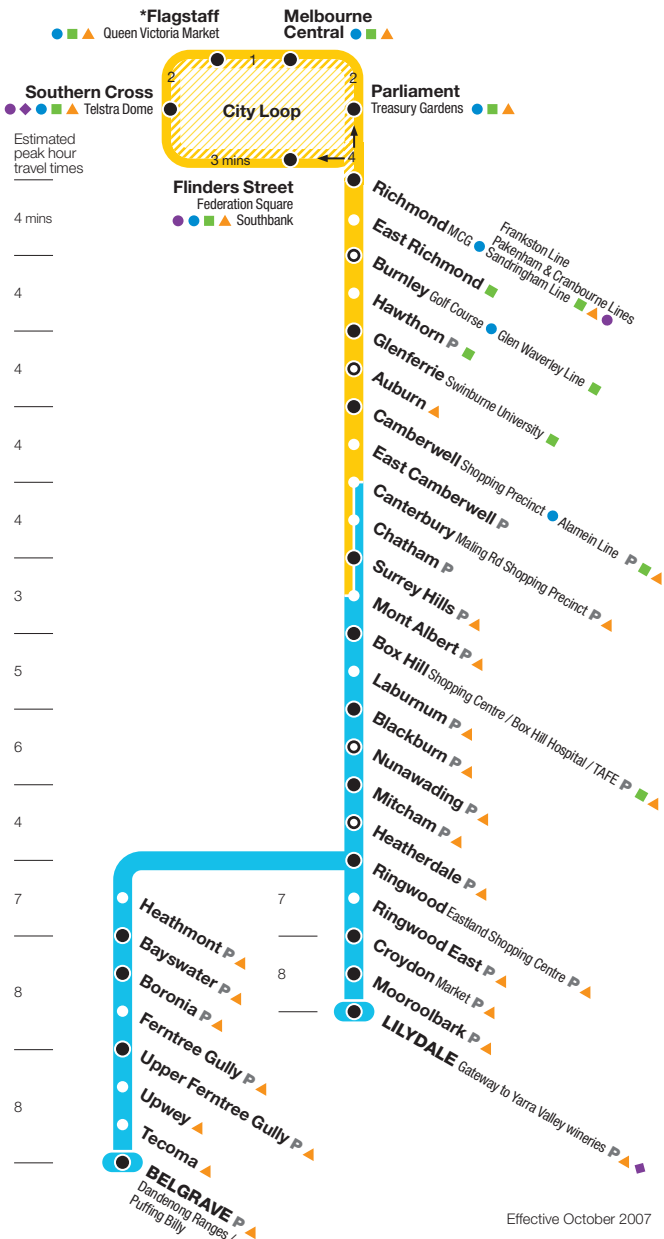 *Flagstaff
Queen Victoria Market
Melbourne
Central
2
1
2
Southern Cross
Telstra Dome
City Loop
Parliament
Treasury Gardens
Estimated
peak hour
travel times
3 mins
4
Flinders Street
Federation Square
Southbank
4 mins
4
4
4
4
3
5
6
4
7
8
8
7
8
Richmond MCG Frankston Line
Pakenham & Cranbourne Lines
Sandringham Line
East Richmond
Burnley Golf Course Glen Waverley Line
Hawthorn P
Glenferrie Swinburne University
Auburn
Camberwell Shopping Precinct Alamein Line P
East Camberwell P
Canterbury Maling Rd Shopping Precinct P
Chatham P
Surrey Hills P
Mont Albert P
Box Hill Shopping Centre / Box Hill Hospital / TAFE P
Laburnum P
Blackburn P
Nunawading P
Mitcham P
Heatherdale P
Ringwood Eastland Shopping Centre P
Ringwood East P
Croydon Market P
Mooroolbark P
LILYDALE Gateway to Yarra Valley wineries P
Heathmont P
Bayswater P
Boronia P
Ferntree Gully P
Upper Ferntree Gully P
Upwey
Tecoma
BELGRAVE P
Dandenong Ranges /
Puffing Billy
Effective October 2007